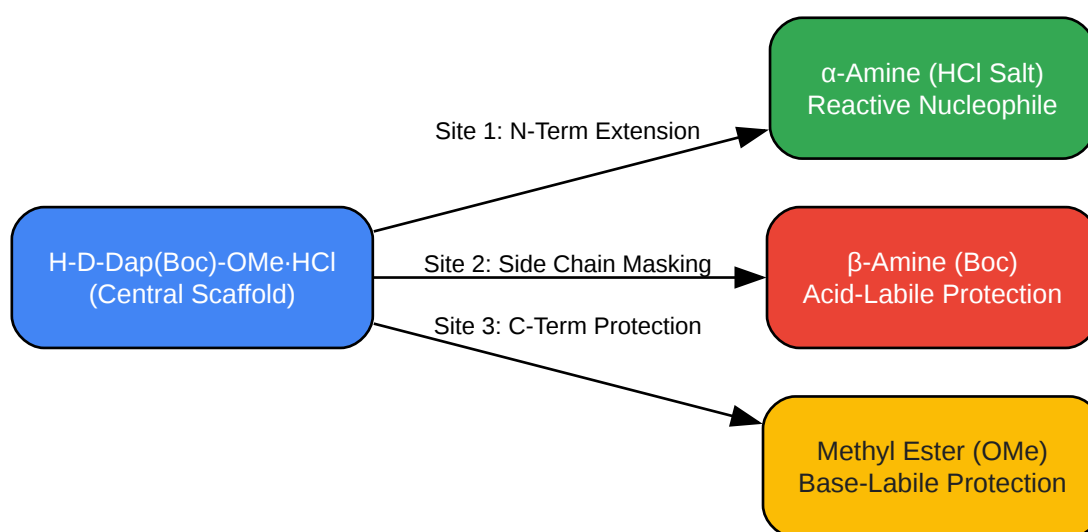 H-D-Dap(Boc)-OMe·HCl
(Central Scaffold)
Site 1: N-Term Extension
α-Amine (HCl Salt)
Reactive Nucleophile
Site 2: Side Chain Masking
β-Amine (Boc)
Acid-Labile Protection
Site 3: C-Term Protection
Methyl Ester (OMe)
Base-Labile Protection